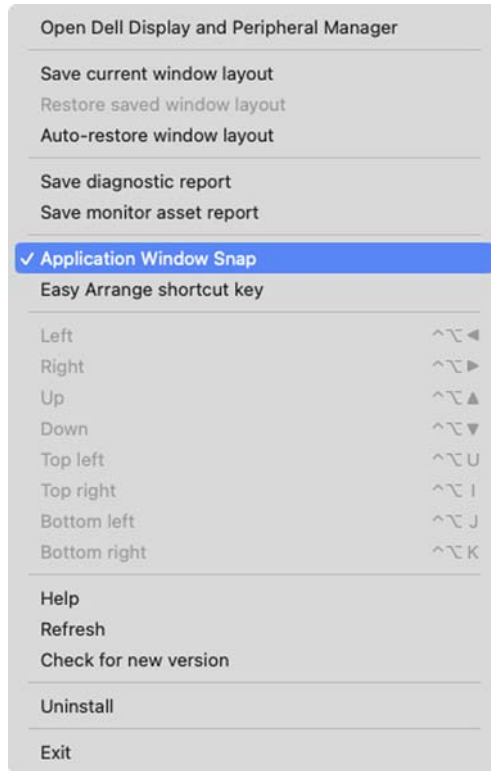 Open Dell Display and Peripheral Manager
Save current window layout
Restore saved window layout
Auto-restore window layout
Save diagnostic report
Save monitor asset report
✓ Application Window Snap
Easy Arrange shortcut key
Left ^⌥◀
Right ^⌥▶
Up ^⌥▲
Down ^⌥▼
Top left ^⌥U
Top right ^⌥I
Bottom left ^⌥J
Bottom right ^⌥K
Help
Refresh
Check for new version
Uninstall
Exit